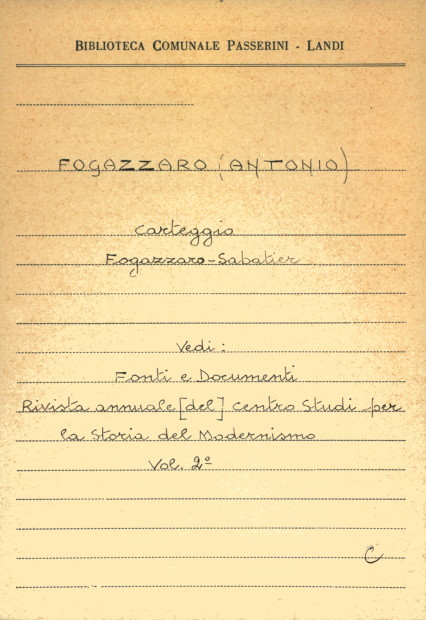 BIBLIOTECA COMUNALE PASSERINI - LANDI
FOGAZZARO (ANTONIO)
Carteggio
Fogazzaro-Sabatier
Vedi:
Fonti e Documenti
Rivista annuale [del] Centro Studi per
la Storia del Modernismo
Vol. 2º
C